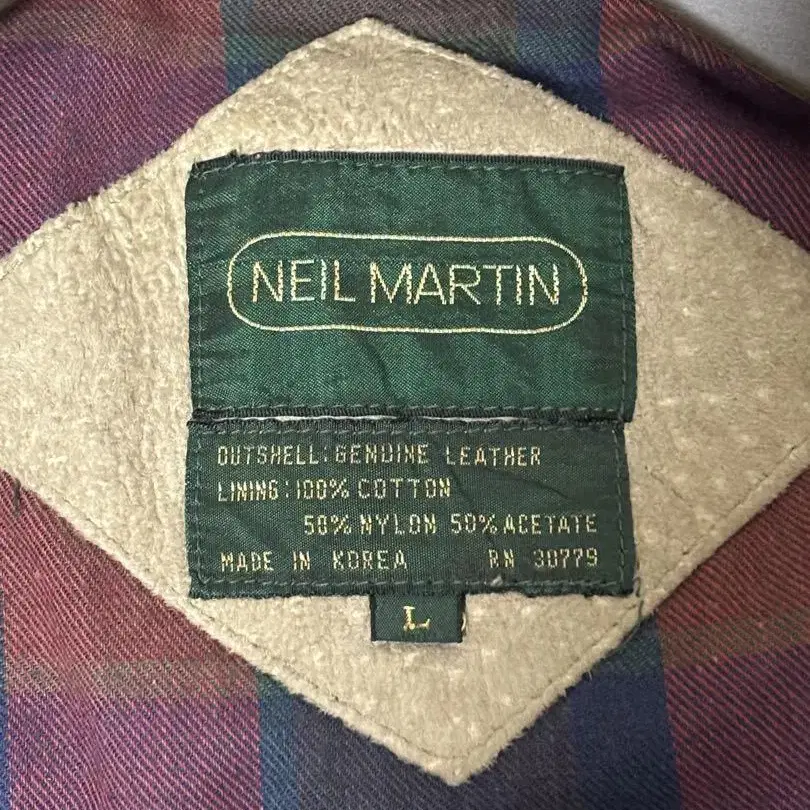 NEIL MARTIN
OUTSHELL: GENUINE LEATHER
LINING: 100% COTTON
50% NYLON 50% ACETATE
MADE IN KOREA RN 30779
L